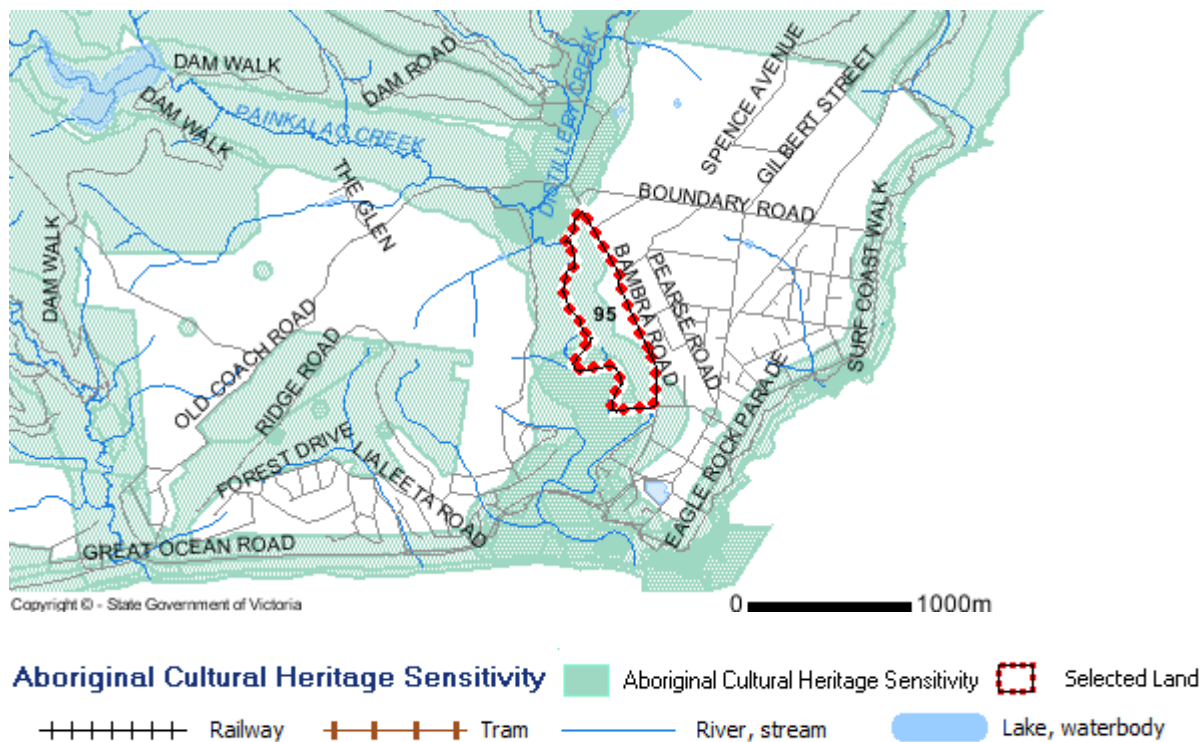 DAM WALK
DAM ROAD
DISTILLERY CREEK
SPENCE AVENUE
GILBERT STREET
DAM WALK
PAINKALAC CREEK
THE GLEN
BOUNDARY ROAD
SURF COAST WALK
DAM WALK
BAMBRA ROAD
PEARSE ROAD
95
OLD COACH ROAD
RIDGE ROAD
FOREST DRIVE
LIALEETA ROAD
EAGLE ROCK PARADE
GREAT OCEAN ROAD
Copyright © - State Government of Victoria
0 1000m
Aboriginal Cultural Heritage Sensitivity Aboriginal Cultural Heritage Sensitivity Selected Land
Railway Tram River, stream Lake, waterbody